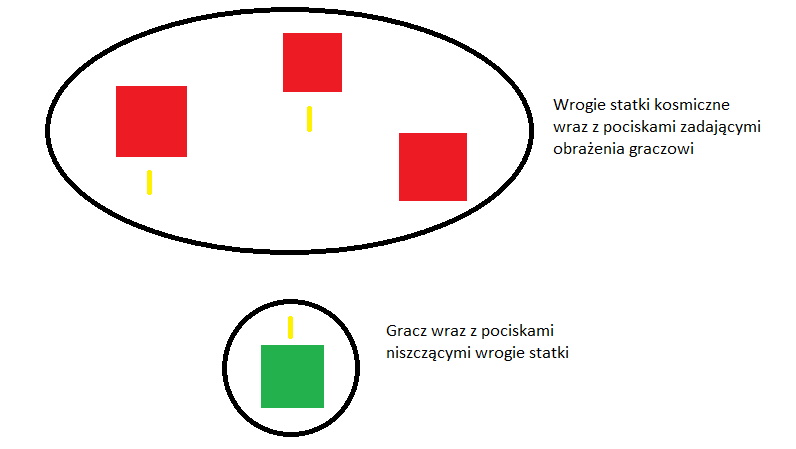 Wrogie statki kosmiczne
wraz z pociskami zadającymi
obrażenia graczowi
Gracz wraz z pociskami
niszczącymi wrogie statki